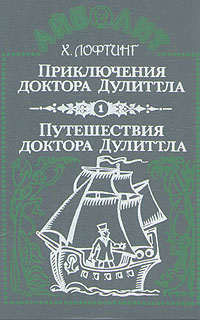 АЙБОЛИТ
Х. ЛОФТИНГ
ПРИКЛЮЧЕНИЯ
ДОКТОРА ДУЛИТТЛА
1
ПУТЕШЕСТВИЯ
ДОКТОРА ДУЛИТТЛА